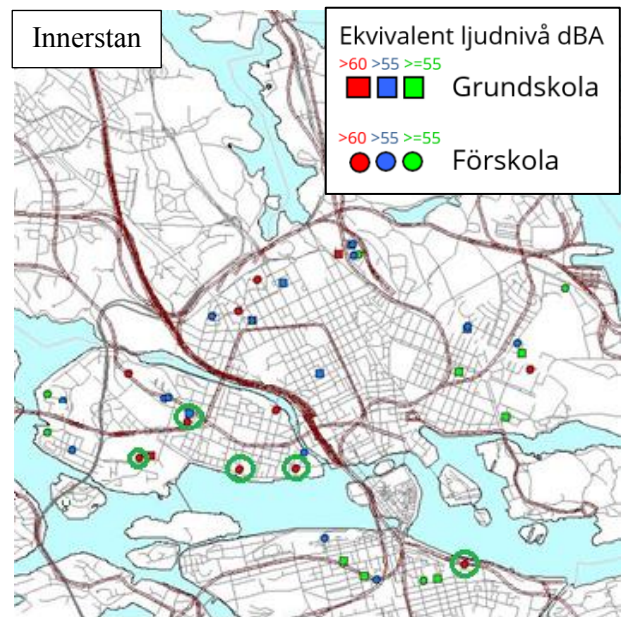 Innerstan
Ekvivalent ljudnivå dBA
>60 >55 >=55
Grundskola
>60 >55 >=55
Förskola